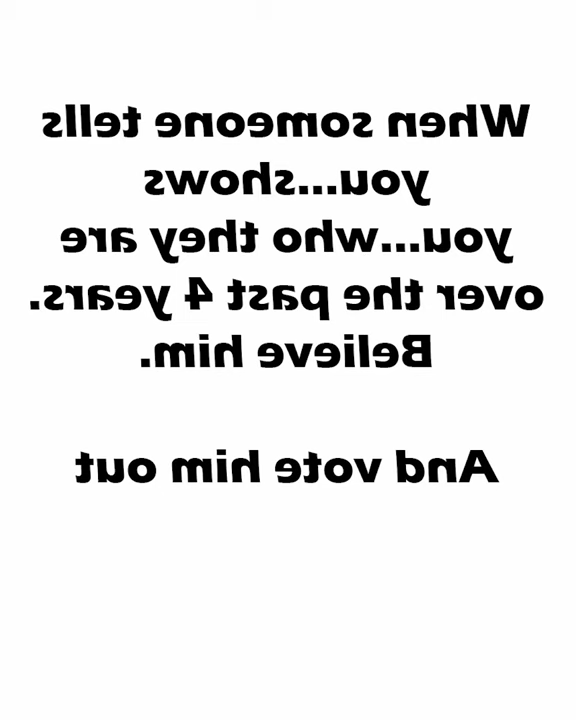 When someone tells
you...shows
you...who they are
over the past 4 years.
Believe him.
And vote him out